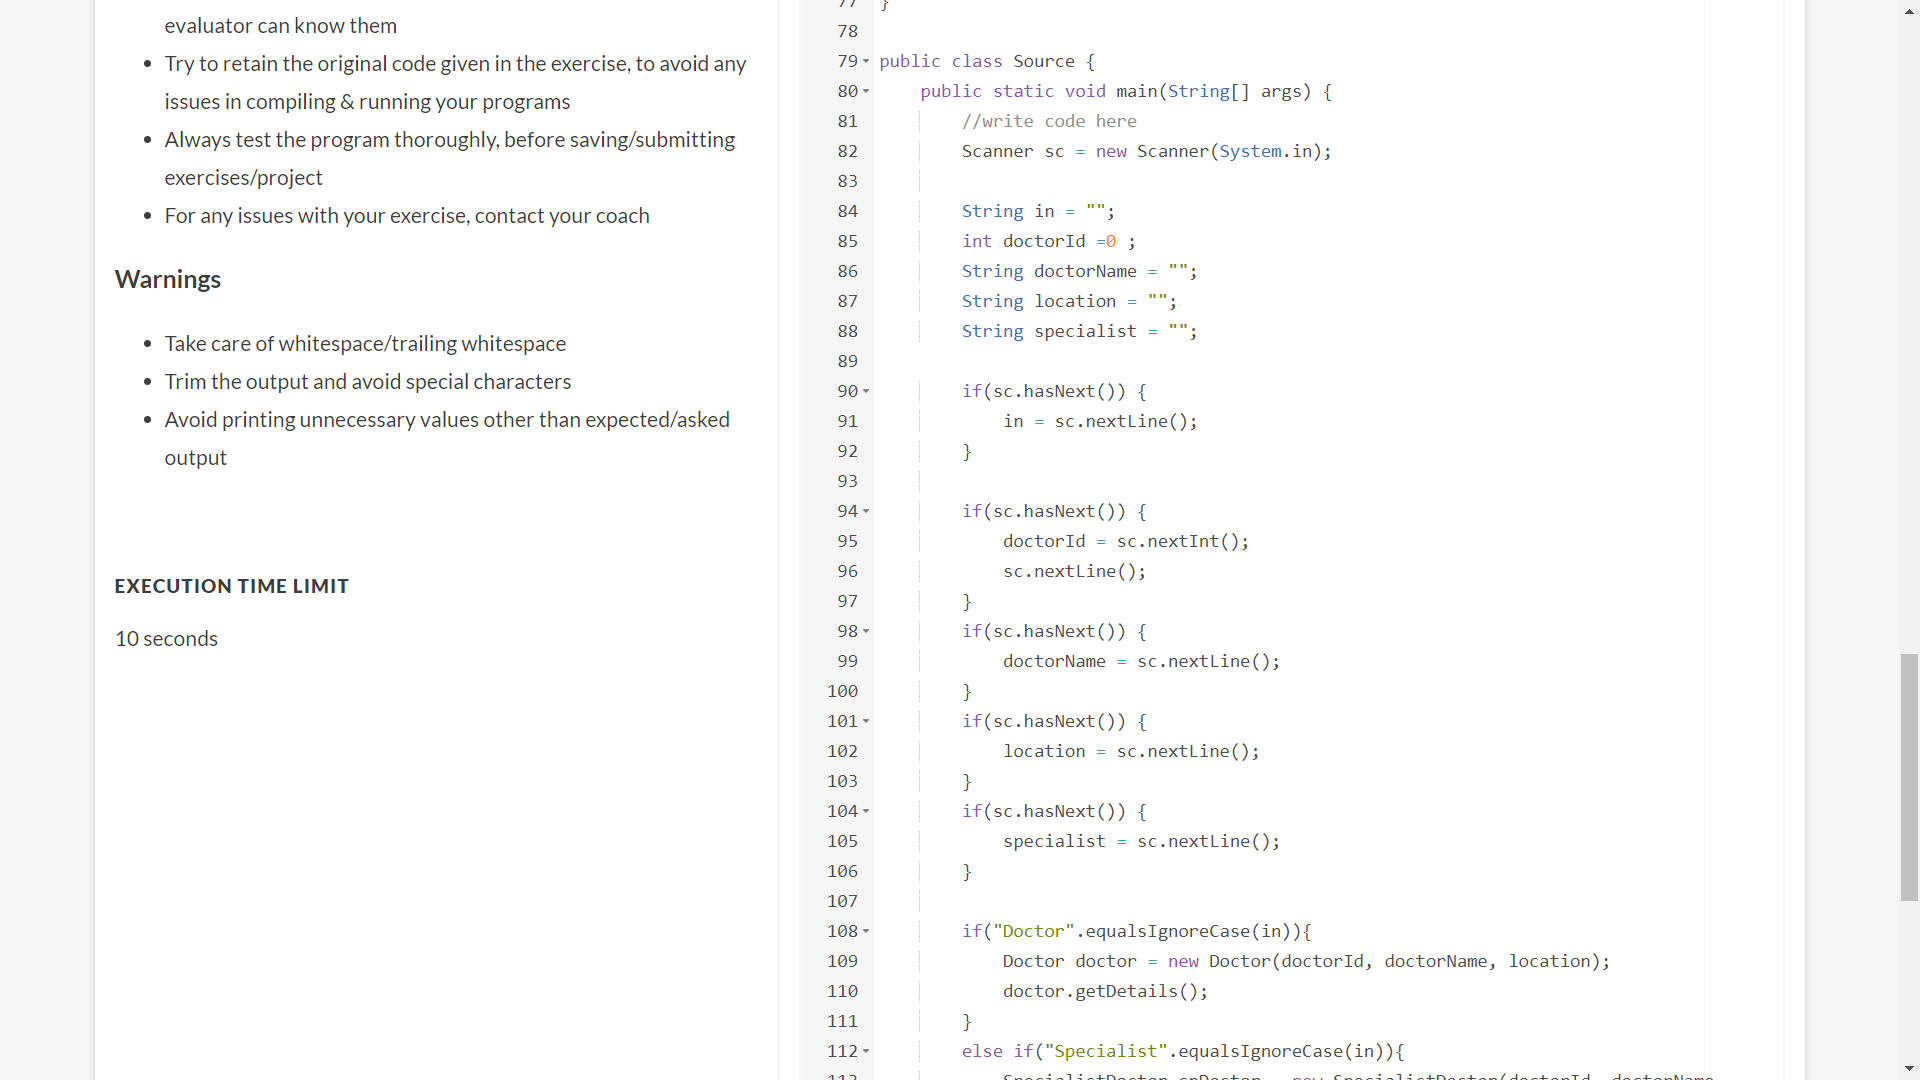 evaluator can know them
Try to retain the original code given in the exercise, to avoid any
issues in compiling & running your programs
Always test the program thoroughly, before saving/submitting
exercises/project
For any issues with your exercise, contact your coach
Warnings
Take care of whitespace/trailing whitespace
Trim the output and avoid special characters
Avoid printing unnecessary values other than expected/asked
output
EXECUTION TIME LIMIT
10 seconds
77 }
78
79 public class Source {
80 public static void main(String[] args) {
81 //write code here
82 Scanner sc = new Scanner(System.in);
83
84 String in = "";
85 int doctorId =0 ;
86 String doctorName = "";
87 String location = "";
88 String specialist = "";
89
90 if(sc.hasNext()) {
91 in = sc.nextLine();
92 }
93
94 if(sc.hasNext()) {
95 doctorId = sc.nextInt();
96 sc.nextLine();
97 }
98 if(sc.hasNext()) {
99 doctorName = sc.nextLine();
100 }
101 if(sc.hasNext()) {
102 location = sc.nextLine();
103 }
104 if(sc.hasNext()) {
105 specialist = sc.nextLine();
106 }
107
108 if("Doctor".equalsIgnoreCase(in)){
109 Doctor doctor = new Doctor(doctorId, doctorName, location);
110 doctor.getDetails();
111 }
112 else if("Specialist".equalsIgnoreCase(in)){
113 SpecialistDoctor spDoctor = new SpecialistDoctor(doctorId, doctorName